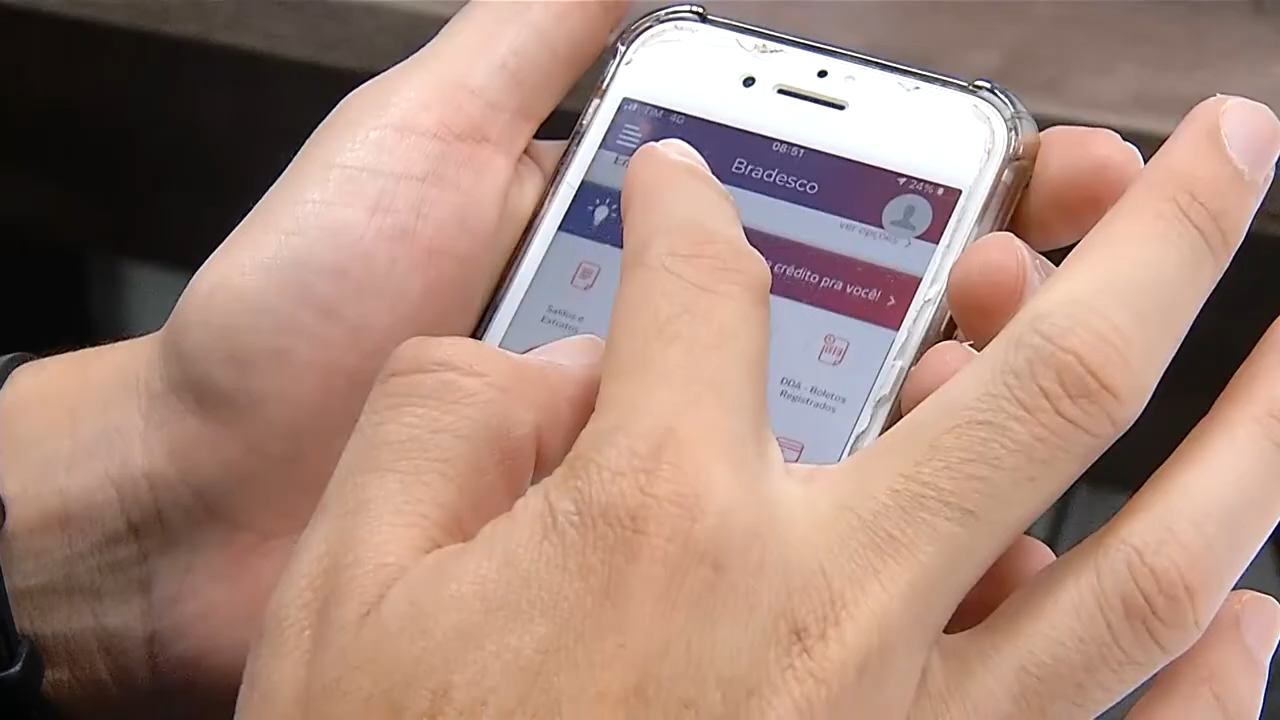 TIM 4G
08:51
24%
Bradesco
ver opções >
crédito pra você! >
Saldos e
Extratos
DDA - Boletos
Registrados